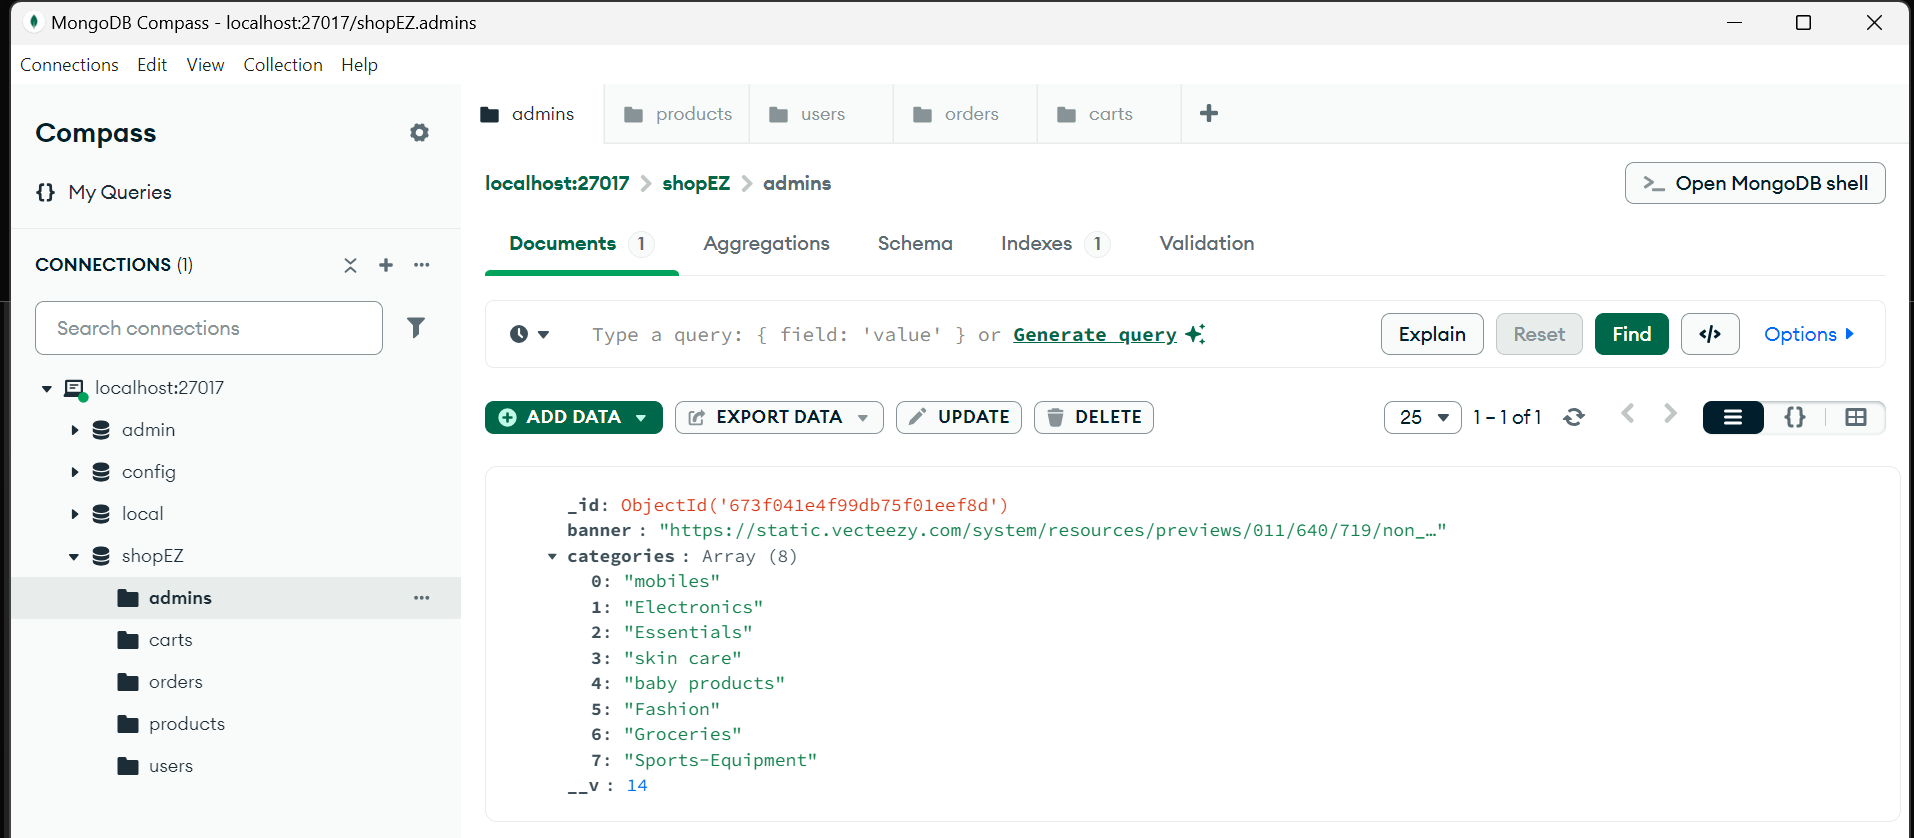 MongoDB Compass - localhost:27017/shopEZ.admins
Connections Edit View Collection Help
Compass
{} My Queries
CONNECTIONS (1)
Search connections
localhost:27017
admin
config
local
shopEZ
admins
carts
orders
products
users
admins products users orders carts
localhost:27017 > shopEZ > admins
>_ Open MongoDB shell
Documents 1 Aggregations Schema Indexes 1 Validation
Type a query: { field: 'value' } or Generate query
Explain Reset Find </> Options
ADD DATA EXPORT DATA UPDATE DELETE
25 1 – 1 of 1 {}
_id: ObjectId('673f041e4f99db75f01eef8d')
banner : "https://static.vecteezy.com/system/resources/previews/011/640/719/non_…"
categories : Array (8)
0: "mobiles"
1: "Electronics"
2: "Essentials"
3: "skin care"
4: "baby products"
5: "Fashion"
6: "Groceries"
7: "Sports-Equipment"
__v : 14